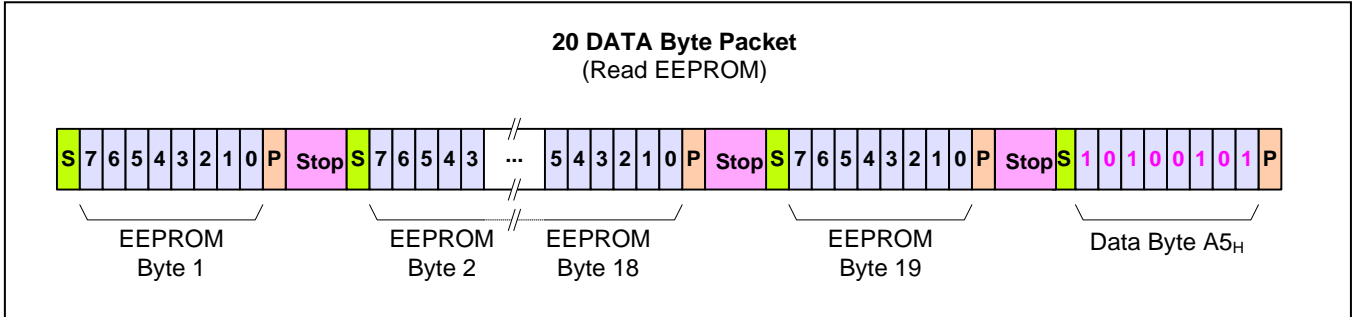 20 DATA Byte Packet
(Read EEPROM)
S 7 6 5 4 3 2 1 0 P Stop S 7 6 5 4 3 ... 5 4 3 2 1 0 P Stop S 7 6 5 4 3 2 1 0 P Stop S 1 0 1 0 0 1 0 1 P
EEPROM EEPROM EEPROM EEPROM Data Byte A5H
Byte 1 Byte 2 Byte 18 Byte 19